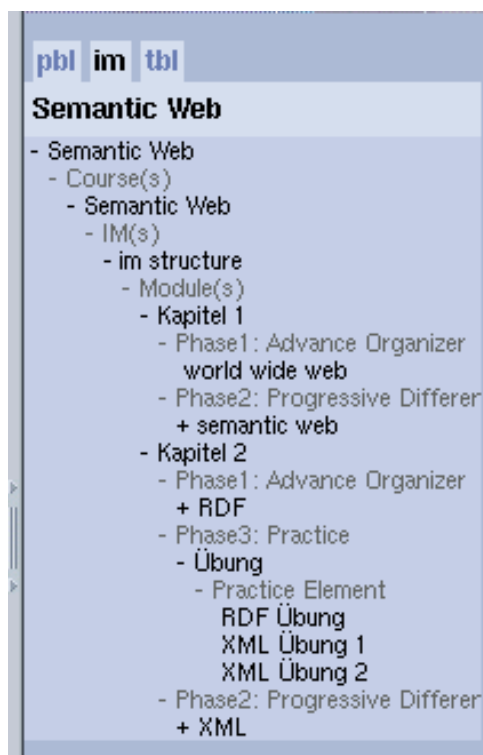 pbl im tbl
Semantic Web
- Semantic Web
- Course(s)
- Semantic Web
- IM(s)
- im structure
- Module(s)
- Kapitel 1
- Phase1: Advance Organizer
world wide web
- Phase2: Progressive Differer
+ semantic web
- Kapitel 2
- Phase1: Advance Organizer
+ RDF
- Phase3: Practice
- Übung
- Practice Element
RDF Übung
XML Übung 1
XML Übung 2
- Phase2: Progressive Differer
+ XML